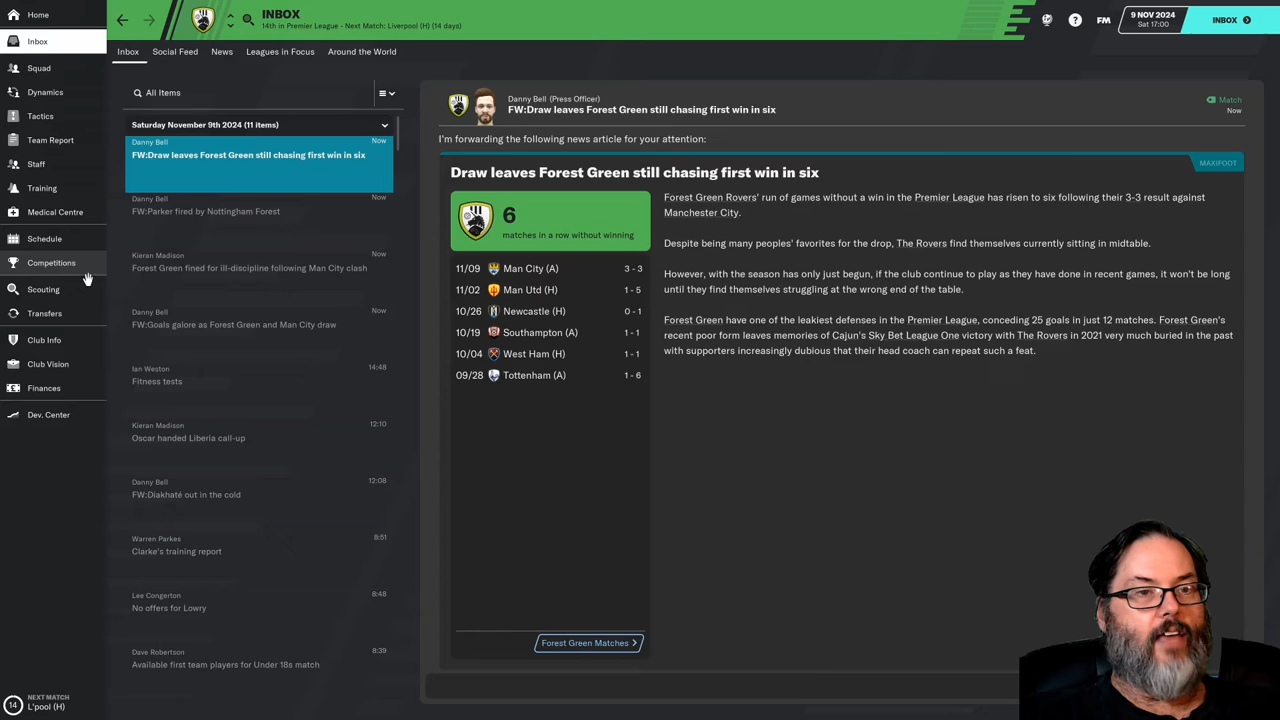 Home
Inbox
Squad
Dynamics
Tactics
Team Report
Staff
Training
Medical Centre
Schedule
Competitions
Scouting
Transfers
Club Info
Club Vision
Finances
Dev. Center
14
NEXT MATCH
L'pool (H)
INBOX
14th in Premier League - Next Match: Liverpool (H) (14 days)
?
FM
9 NOV 2024
Sat 17:00
INBOX
Inbox
Social Feed
News
Leagues in Focus
Around the World
All Items
Saturday November 9th 2024 (11 items)
Danny Bell
Now
FW:Draw leaves Forest Green still chasing first win in six
Danny Bell
Now
FW:Parker fired by Nottingham Forest
Kieran Madison
Now
Forest Green fined for ill-discipline following Man City clash
Danny Bell
Now
FW:Goals galore as Forest Green and Man City draw
Ian Weston
14:48
Fitness tests
Kieran Madison
12:10
Oscar handed Liberia call-up
Danny Bell
12:08
FW:Diakhaté out in the cold
Warren Parkes
8:51
Clarke's training report
Lee Congerton
8:48
No offers for Lowry
Dave Robertson
8:39
Available first team players for Under 18s match
Danny Bell (Press Officer)
FW:Draw leaves Forest Green still chasing first win in six
Match
Now
I'm forwarding the following news article for your attention:
MAXIFOOT
Draw leaves Forest Green still chasing first win in six
6
matches in a row without winning
11/09 Man City (A) 3 - 3
11/02 Man Utd (H) 1 - 5
10/26 Newcastle (H) 0 - 1
10/19 Southampton (A) 1 - 1
10/04 West Ham (H) 1 - 1
09/28 Tottenham (A) 1 - 6
Forest Green Matches
Forest Green Rovers' run of games without a win in the Premier League has risen to six following their 3-3 result against
Manchester City.
Despite being many peoples' favorites for the drop, The Rovers find themselves currently sitting in midtable.
However, with the season has only just begun, if the club continue to play as they have done in recent games, it won't be long
until they find themselves struggling at the wrong end of the table.
Forest Green have one of the leakiest defenses in the Premier League, conceding 25 goals in just 12 matches. Forest Green's
recent poor form leaves memories of Cajun's Sky Bet League One victory with The Rovers in 2021 very much buried in the past
with supporters increasingly dubious that their head coach can repeat such a feat.